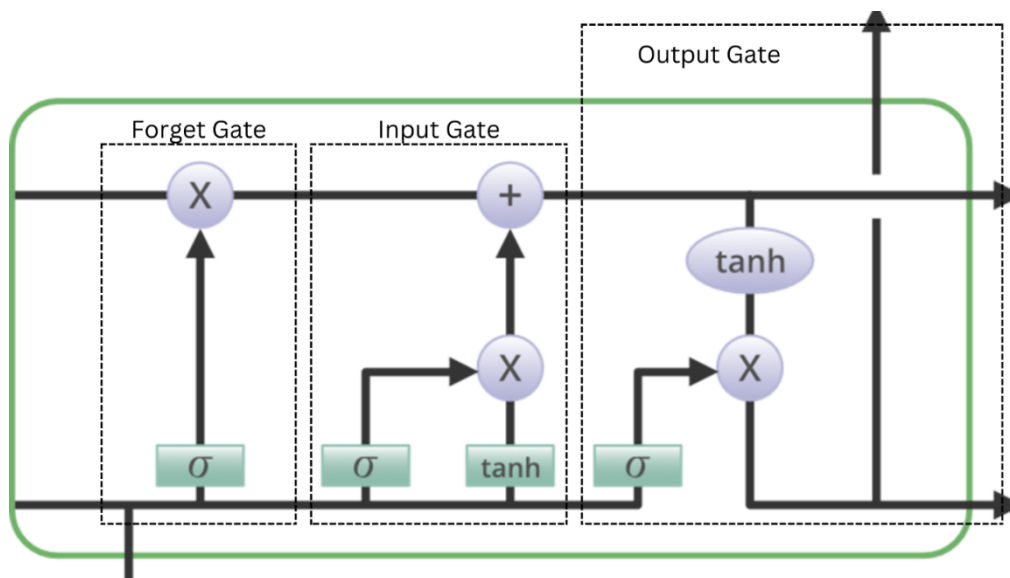 Output Gate
Forget Gate
Input Gate
X
+
tanh
X
X
σ
σ
tanh
σ